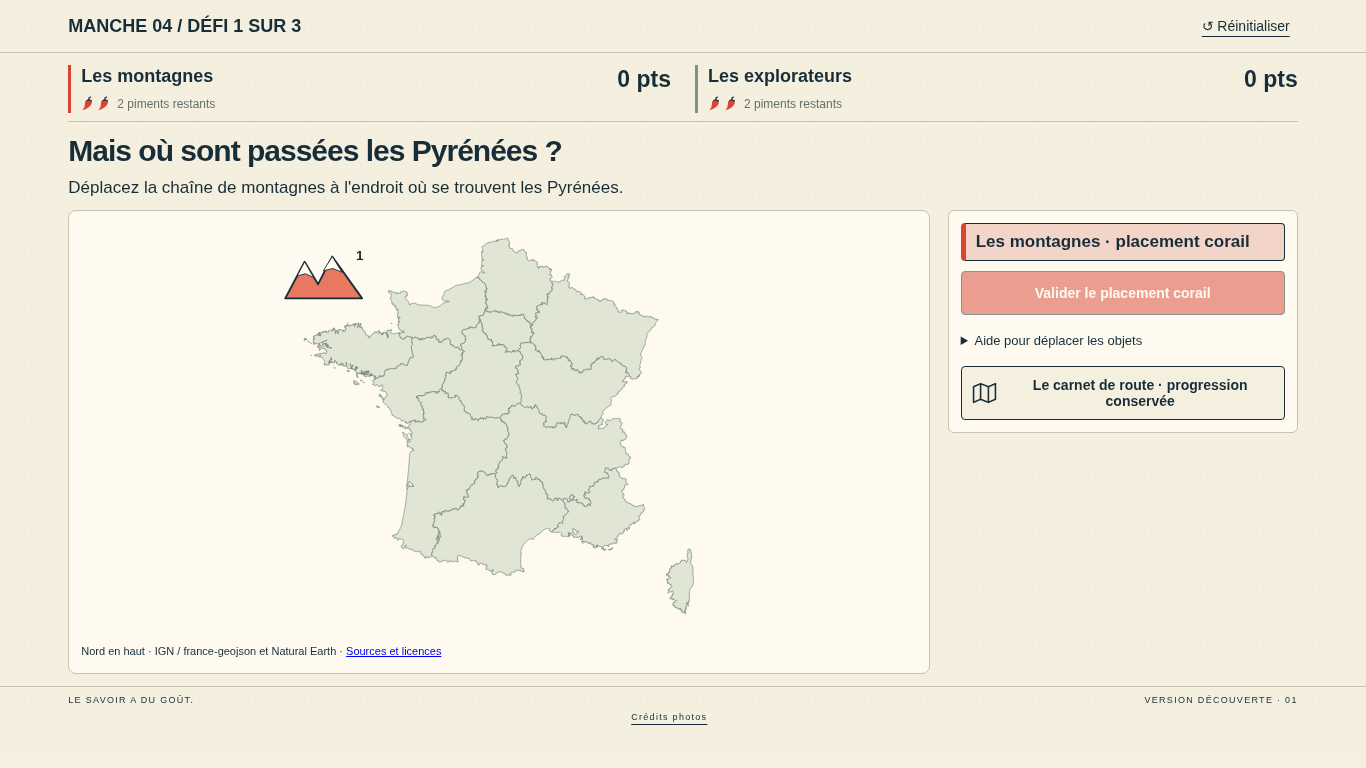 MANCHE 04 / DÉFI 1 SUR 3
↺ Réinitialiser
Les montagnes
0 pts
2 piments restants
Les explorateurs
0 pts
2 piments restants
Mais où sont passées les Pyrénées ?
Déplacez la chaîne de montagnes à l'endroit où se trouvent les Pyrénées.
1
Nord en haut · IGN / france-geojson et Natural Earth · Sources et licences
Les montagnes · placement corail
Valider le placement corail
Aide pour déplacer les objets
Le carnet de route · progression
conservée
LE SAVOIR A DU GOÛT.
VERSION DÉCOUVERTE · 01
Crédits photos